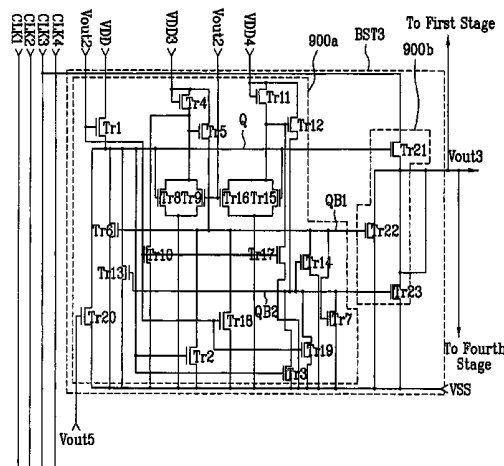 CLK1
CLK2
CLK3
CLK4
Vout2
VDD
VDD3
Vout2
VDD4
900a
BST3
To First Stage
900b
Tr1
Tr4
Tr5
Tr11
Tr12
Q
Tr21
Vout3
Tr8
Tr9
Tr16
Tr15
QB1
Tr6
Tr22
Tr10
Tr17
Tr14
Tr13
QB2
Tr23
Tr20
Tr18
Tr7
Tr2
Tr19
Tr3
To Fourth
Stage
VSS
Vout5